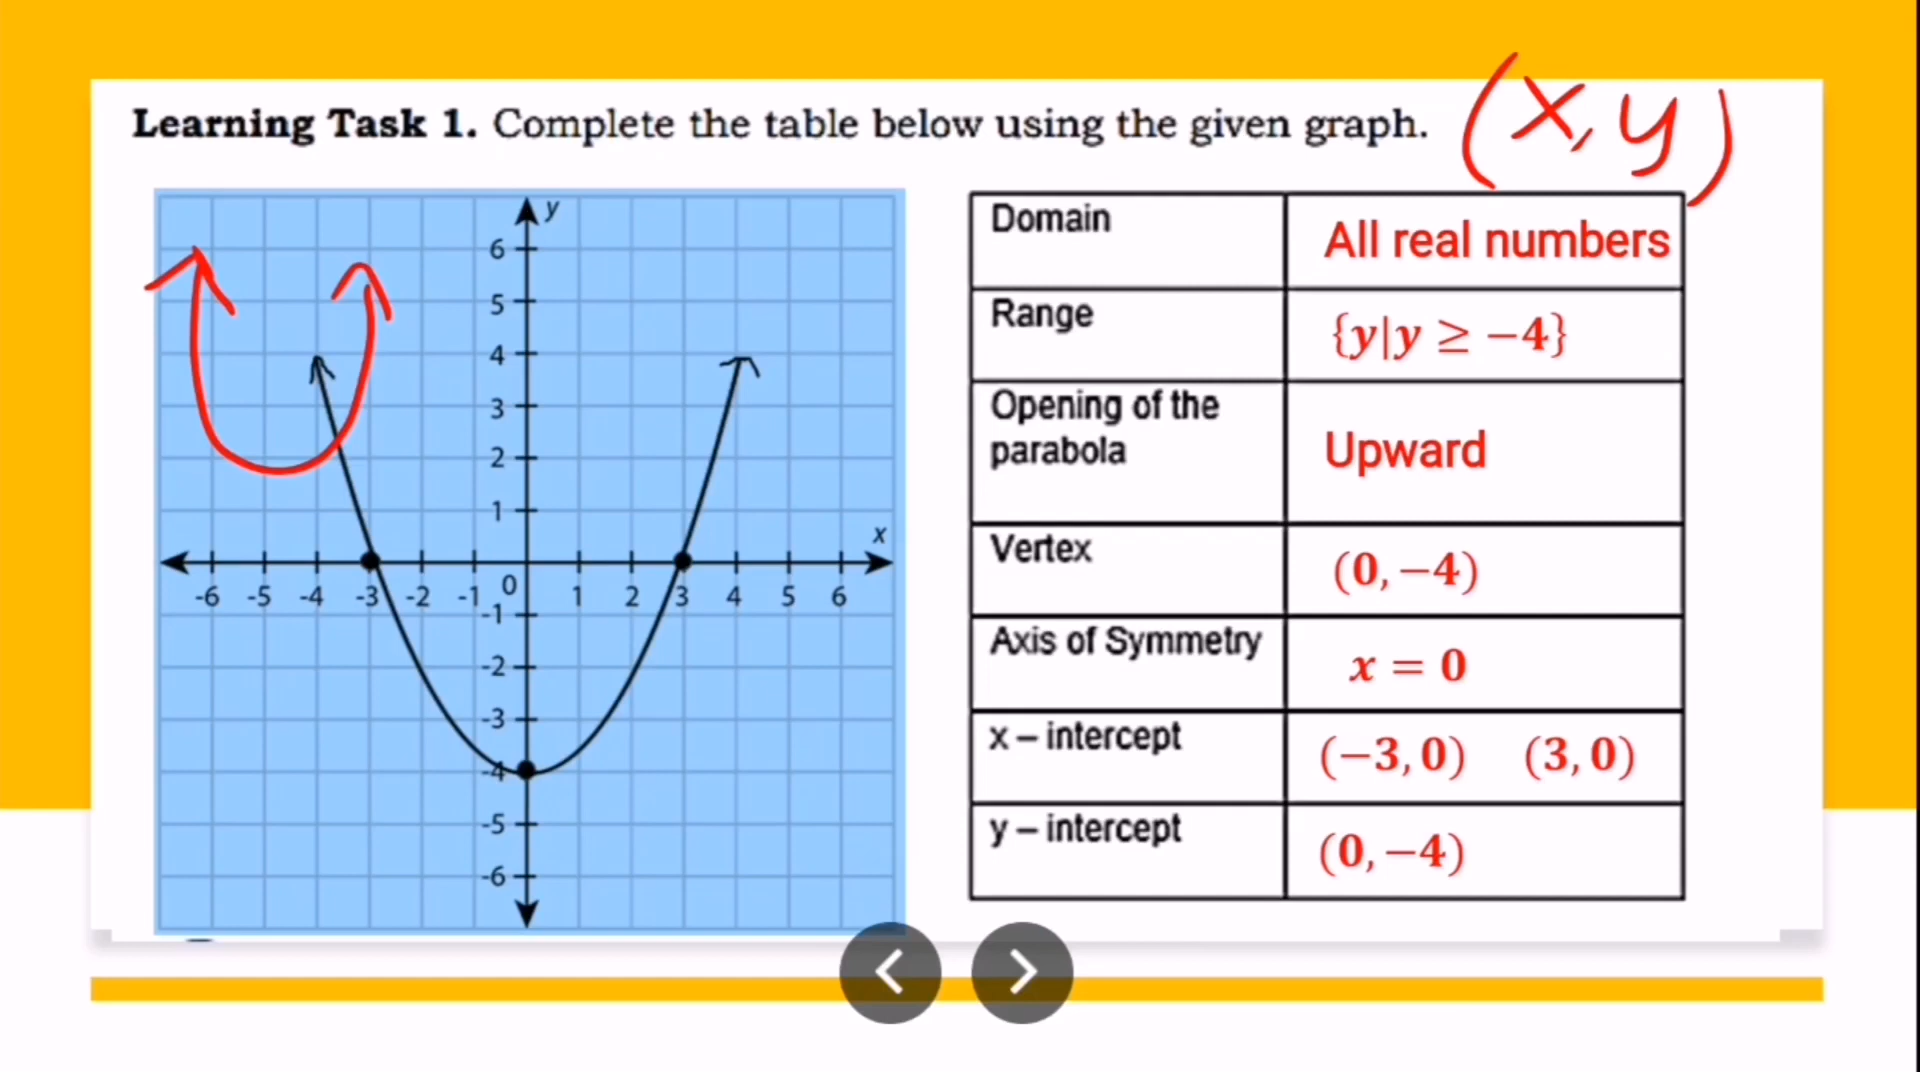 (x, y)
Learning Task 1. Complete the table below using the given graph.
y
6
5
4
3
2
1
x
-6 -5 -4 -3 -2 -1 0 1 2 3 4 5 6
-1
-2
-3
-4
-5
-6
Domain All real numbers
Range {y|y ≥ −4}
Opening of the
parabola Upward
Vertex (0, −4)
Axis of Symmetry x = 0
x – intercept (−3, 0) (3, 0)
y – intercept (0, −4)